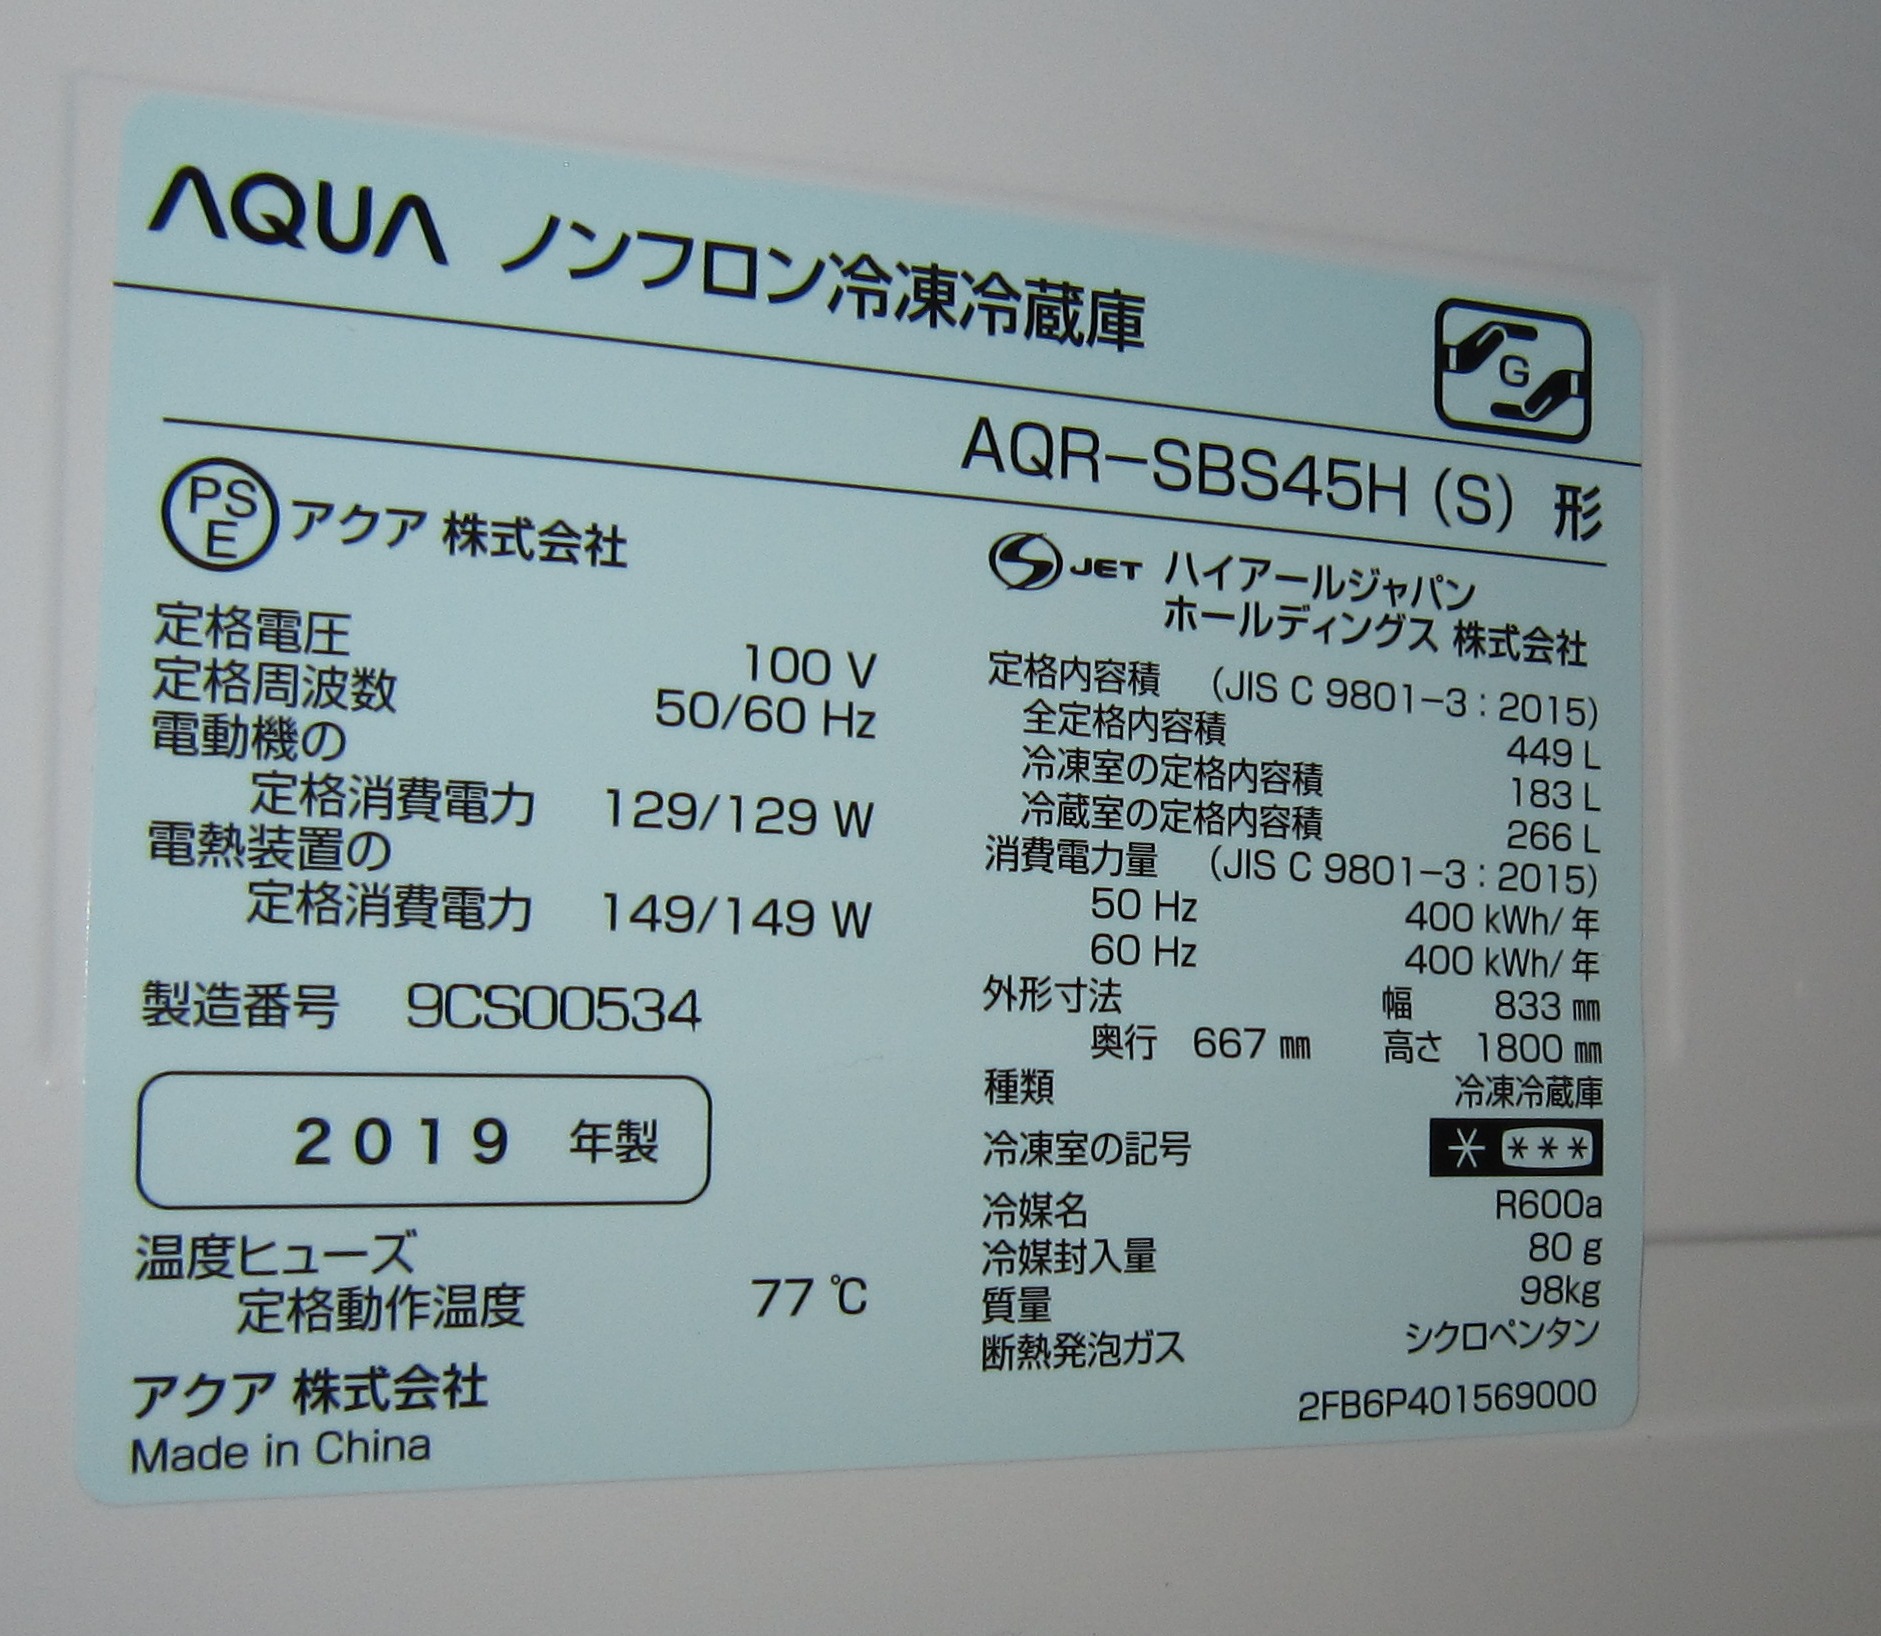 AQUA ノンフロン冷凍冷蔵庫
G
AQR-SBS45H (S) 形
PS
E
アクア 株式会社
定格電圧 100 V
定格周波数 50/60 Hz
電動機の
定格消費電力 129/129 W
電熱装置の
定格消費電力 149/149 W
製造番号 9CS00534
2019 年製
温度ヒューズ
定格動作温度 77 ℃
アクア 株式会社
Made in China
S JET ハイアールジャパン
ホールディングス 株式会社
定格内容積 (JIS C 9801-3:2015)
全定格内容積 449 L
冷凍室の定格内容積 183 L
冷蔵室の定格内容積 266 L
消費電力量 (JIS C 9801-3:2015)
50 Hz 400 kWh/年
60 Hz 400 kWh/年
外形寸法 幅 833 ㎜
奥行 667 ㎜ 高さ 1800 ㎜
種類 冷凍冷蔵庫
冷凍室の記号 * ***
冷媒名 R600a
冷媒封入量 80 g
質量 98kg
断熱発泡ガス シクロペンタン
2FB6P401569000